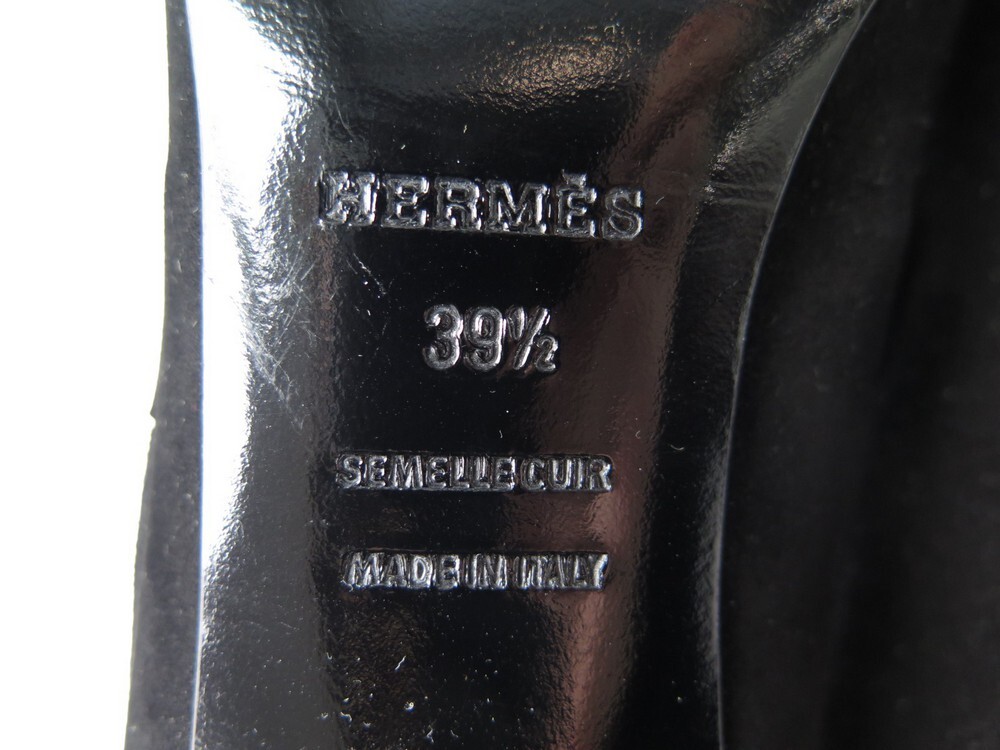 HERMÈS
39½
SEMELLE CUIR
MADE IN ITALY